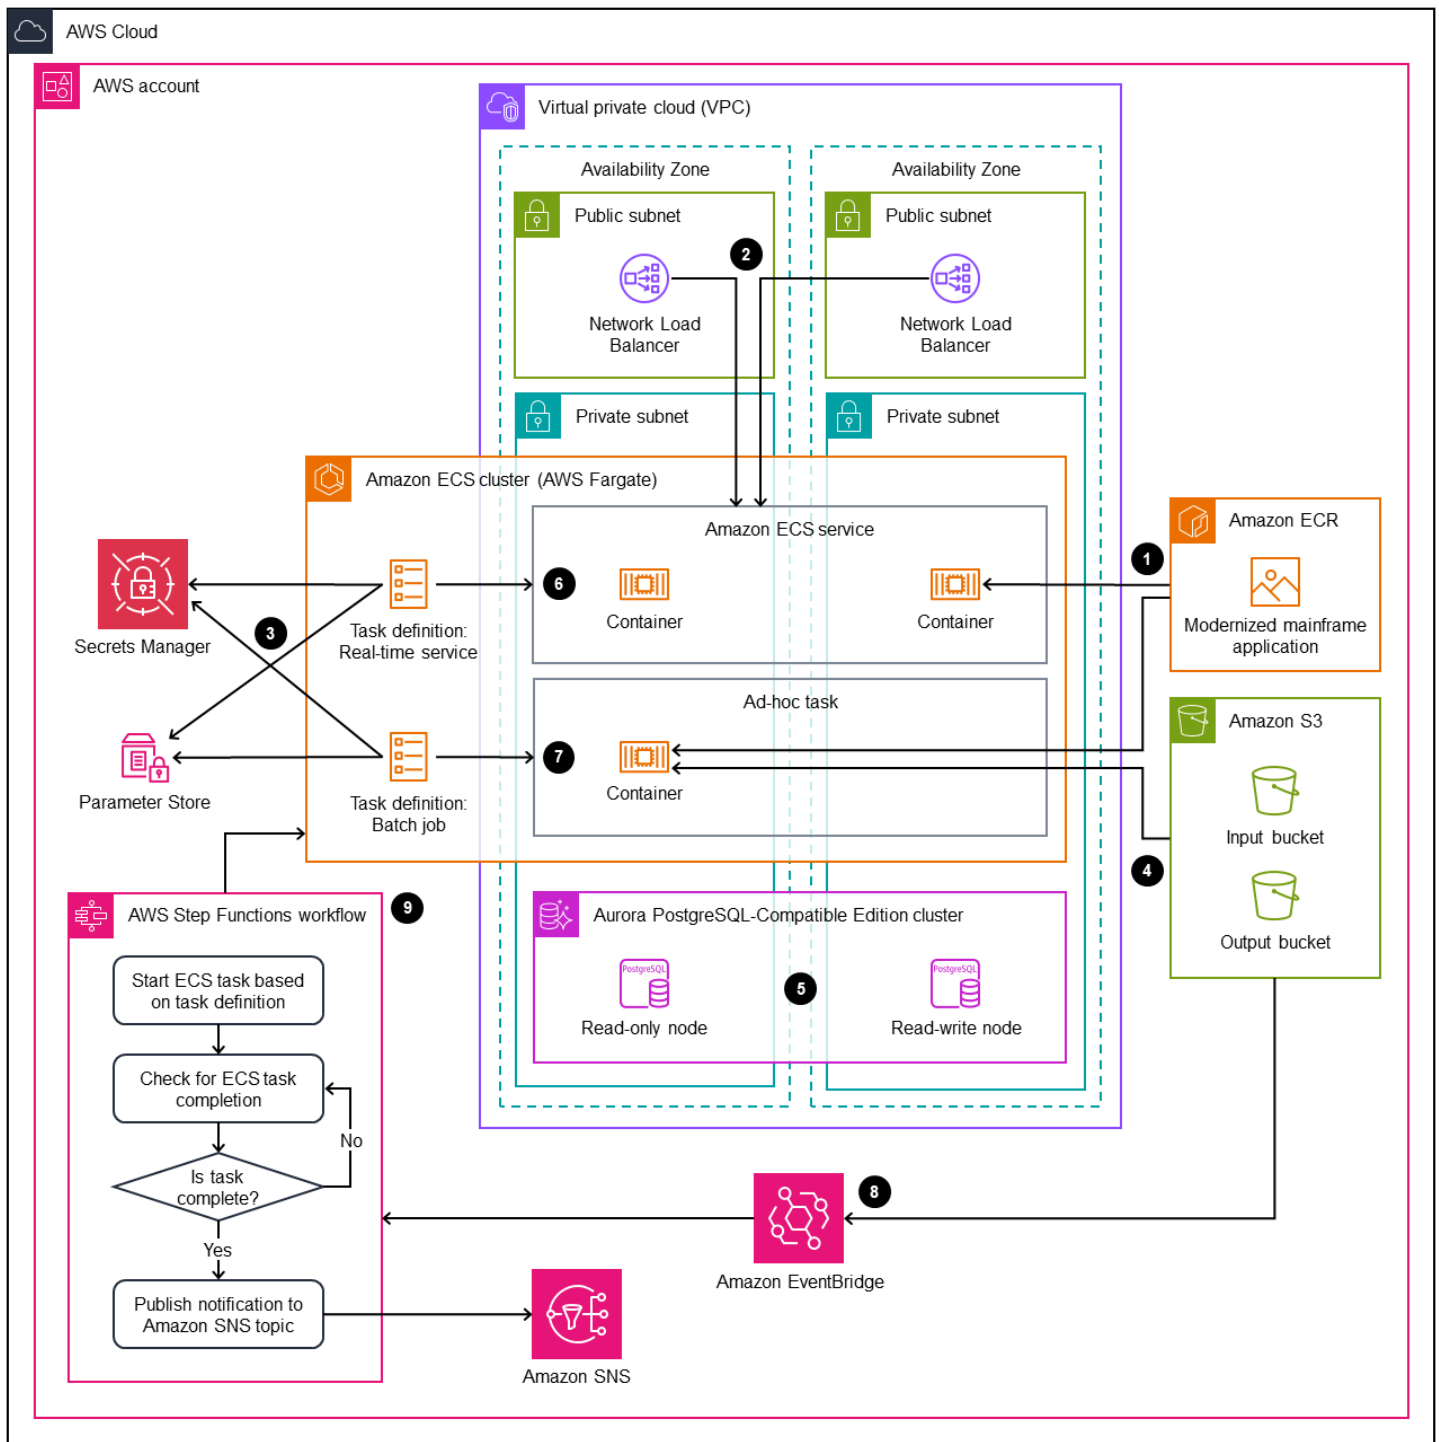 AWS Cloud
AWS account
Virtual private cloud (VPC)
Availability Zone
Availability Zone
Public subnet
Public subnet
2
Network Load
Balancer
Network Load
Balancer
Private subnet
Private subnet
Amazon ECS cluster (AWS Fargate)
Amazon ECS service
Amazon ECR
1
6
Container
Container
Modernized mainframe
application
Secrets Manager
3
Task definition:
Real-time service
Ad-hoc task
Amazon S3
7
Container
Parameter Store
Task definition:
Batch job
Input bucket
4
Output bucket
AWS Step Functions workflow
9
Aurora PostgreSQL-Compatible Edition cluster
PostgreSQL
PostgreSQL
5
Read-only node
Read-write node
Start ECS task based
on task definition
Check for ECS task
completion
No
Is task
complete?
Yes
8
Amazon EventBridge
Publish notification to
Amazon SNS topic
Amazon SNS